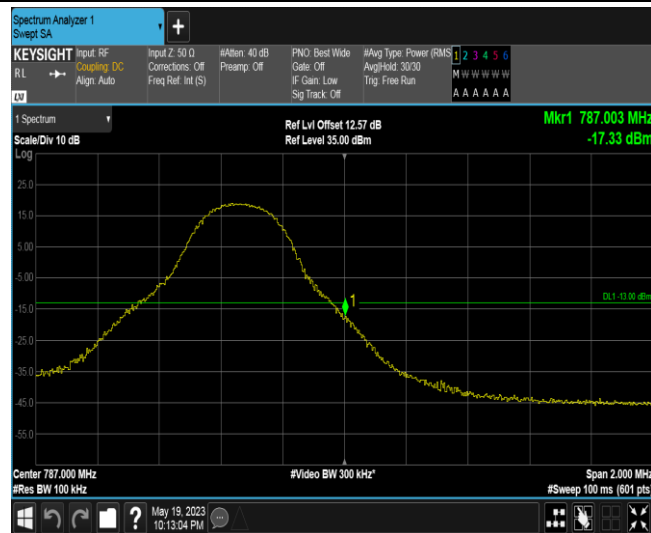 Spectrum Analyzer 1
Swept SA
+
KEYSIGHT
RL
LXI
Input: RF
Coupling: DC
Align: Auto
Input Z: 50 Ω
Corrections: Off
Freq Ref: Int (S)
#Atten: 40 dB
Preamp: Off
PNO: Best Wide
Gate: Off
IF Gain: Low
Sig Track: Off
#Avg Type: Power (RMS
Avg|Hold: 30/30
Trig: Free Run
1 2 3 4 5 6
M W W W W W
A A A A A A
1 Spectrum
Scale/Div 10 dB
Log
Ref Lvl Offset 12.57 dB
Ref Level 35.00 dBm
Mkr1 787.003 MHz
-17.33 dBm
25.0
15.0
5.00
-5.00
-15.0
-25.0
-35.0
-45.0
-55.0
1
DL1 -13.00 dBm
Center 787.000 MHz
#Res BW 100 kHz
#Video BW 300 kHz*
Span 2.000 MHz
#Sweep 100 ms (601 pts)
?
May 19, 2023
10:13:04 PM